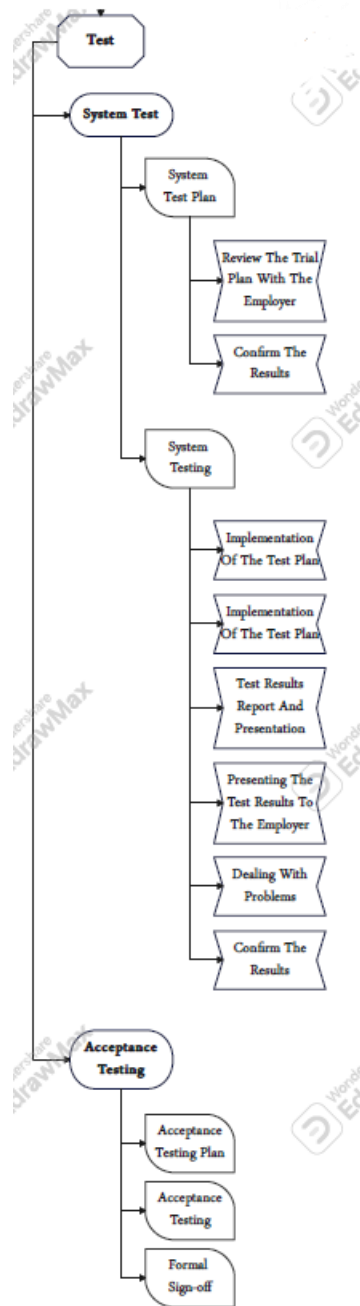 Test
System Test
System
Test Plan
Review The Trial
Plan With The
Employer
Confirm The
Results
System
Testing
Implementation
Of The Test Plan
Implementation
Of The Test Plan
Test Results
Report And
Presentation
Presenting The
Test Results To
The Employer
Dealing With
Problems
Confirm The
Results
Acceptance
Testing
Acceptance
Testing Plan
Acceptance
Testing
Formal
Sign-off